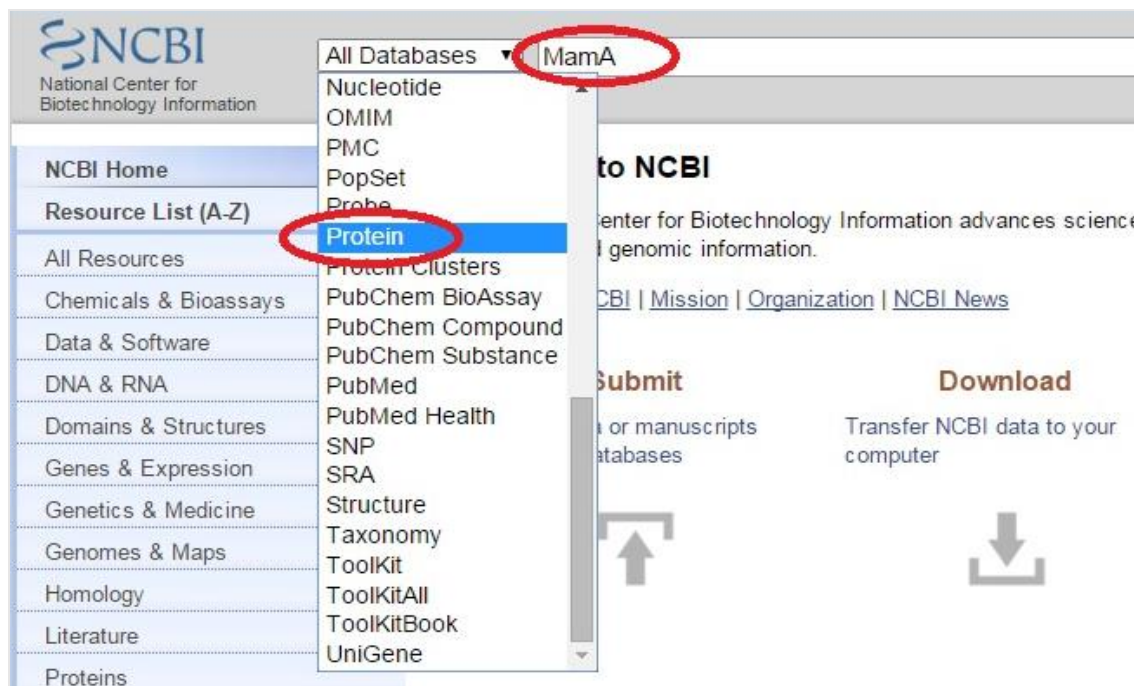 NCBI
National Center for
Biotechnology Information
All Databases
MamA
Nucleotide
OMIM
PMC
PopSet
Probe
Protein
Protein Clusters
PubChem BioAssay
PubChem Compound
PubChem Substance
PubMed
PubMed Health
SNP
SRA
Structure
Taxonomy
ToolKit
ToolKitAll
ToolKitBook
UniGene
NCBI Home
Resource List (A-Z)
All Resources
Chemicals & Bioassays
Data & Software
DNA & RNA
Domains & Structures
Genes & Expression
Genetics & Medicine
Genomes & Maps
Homology
Literature
Proteins
to NCBI
enter for Biotechnology Information advances science
genomic information.
CBI | Mission | Organization | NCBI News
Submit
or manuscripts
atabases
Download
Transfer NCBI data to your
computer